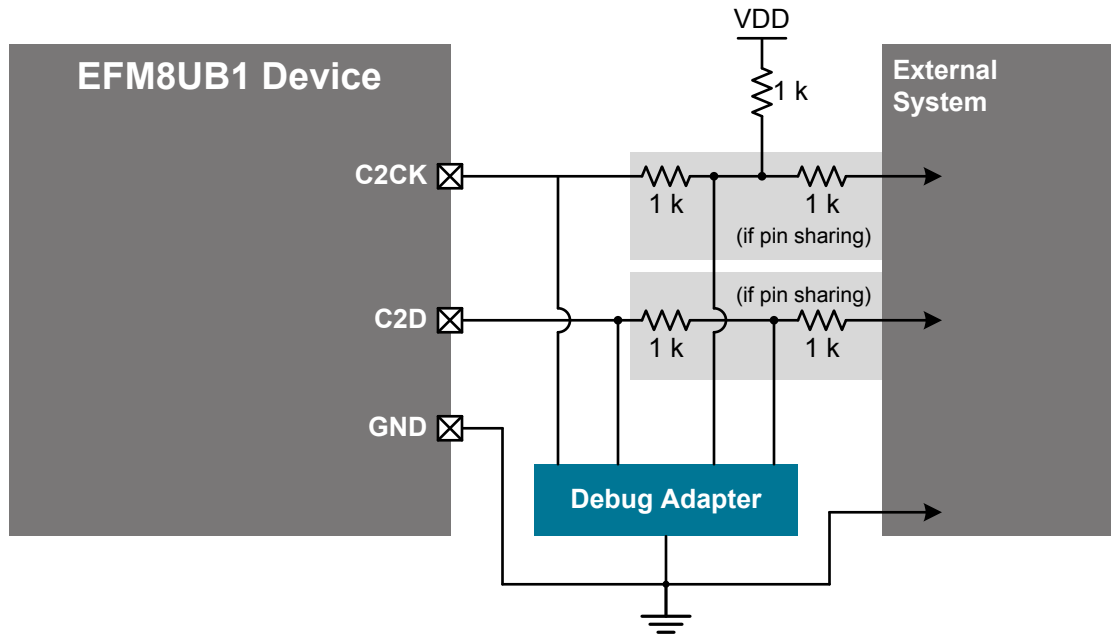 VDD
EFM8UB1 Device
External
System
1 k
C2CK
1 k
1 k
(if pin sharing)
(if pin sharing)
C2D
1 k
1 k
GND
Debug Adapter